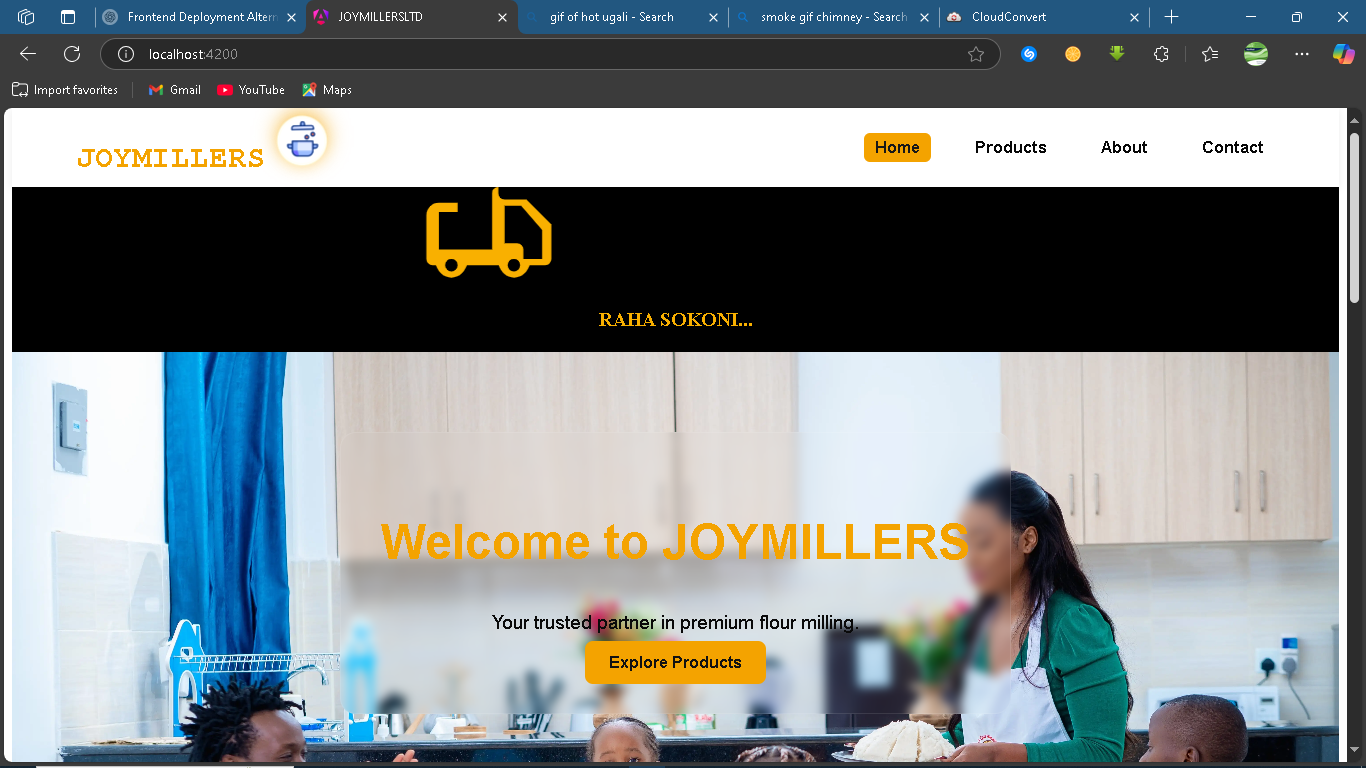 Frontend Deployment Altern
JOYMILLERSLTD
gif of hot ugali - Search
smoke gif chimney - Search
CloudConvert
localhost:4200
Import favorites
Gmail
YouTube
Maps
JOYMILLERS
Home
Products
About
Contact
RAHA SOKONI...
Welcome to JOYMILLERS
Your trusted partner in premium flour milling.
Explore Products